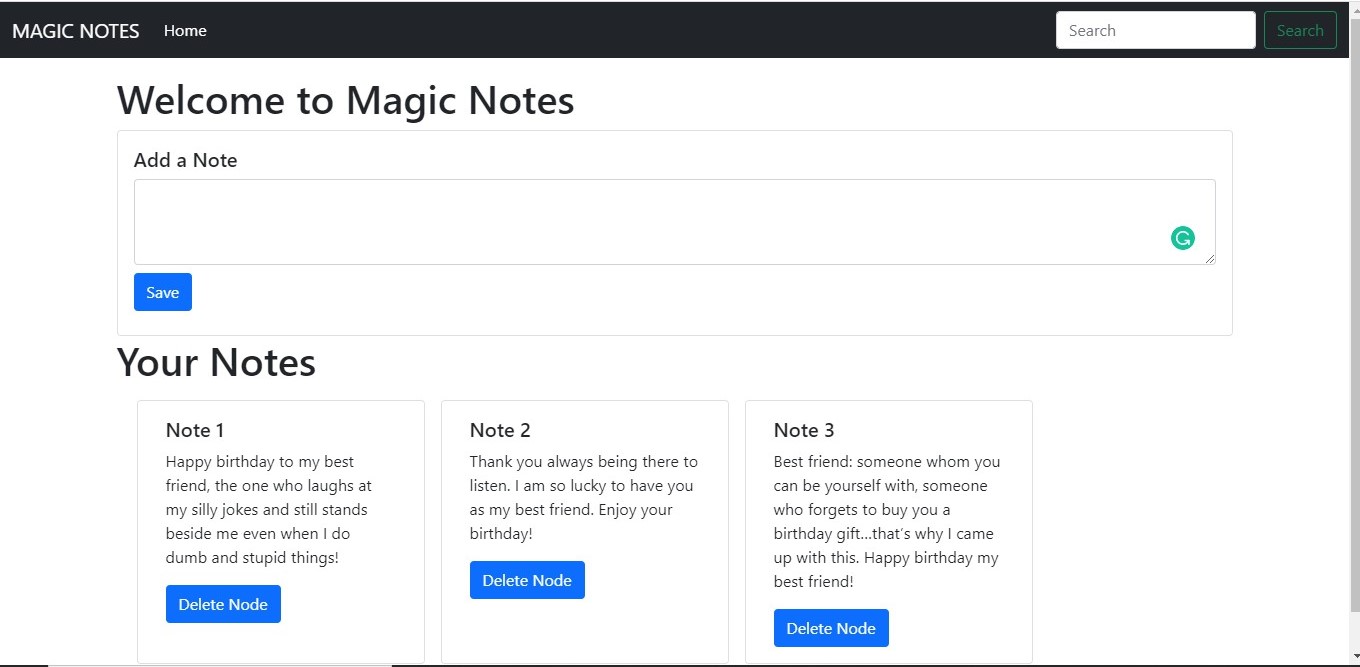 MAGIC NOTES Home Search Search
Welcome to Magic Notes
Add a Note
Save
Your Notes
Note 1
Happy birthday to my best
friend, the one who laughs at
my silly jokes and still stands
beside me even when I do
dumb and stupid things!
Delete Node
Note 2
Thank you always being there to
listen. I am so lucky to have you
as my best friend. Enjoy your
birthday!
Delete Node
Note 3
Best friend: someone whom you
can be yourself with, someone
who forgets to buy you a
birthday gift...that's why I came
up with this. Happy birthday my
best friend!
Delete Node